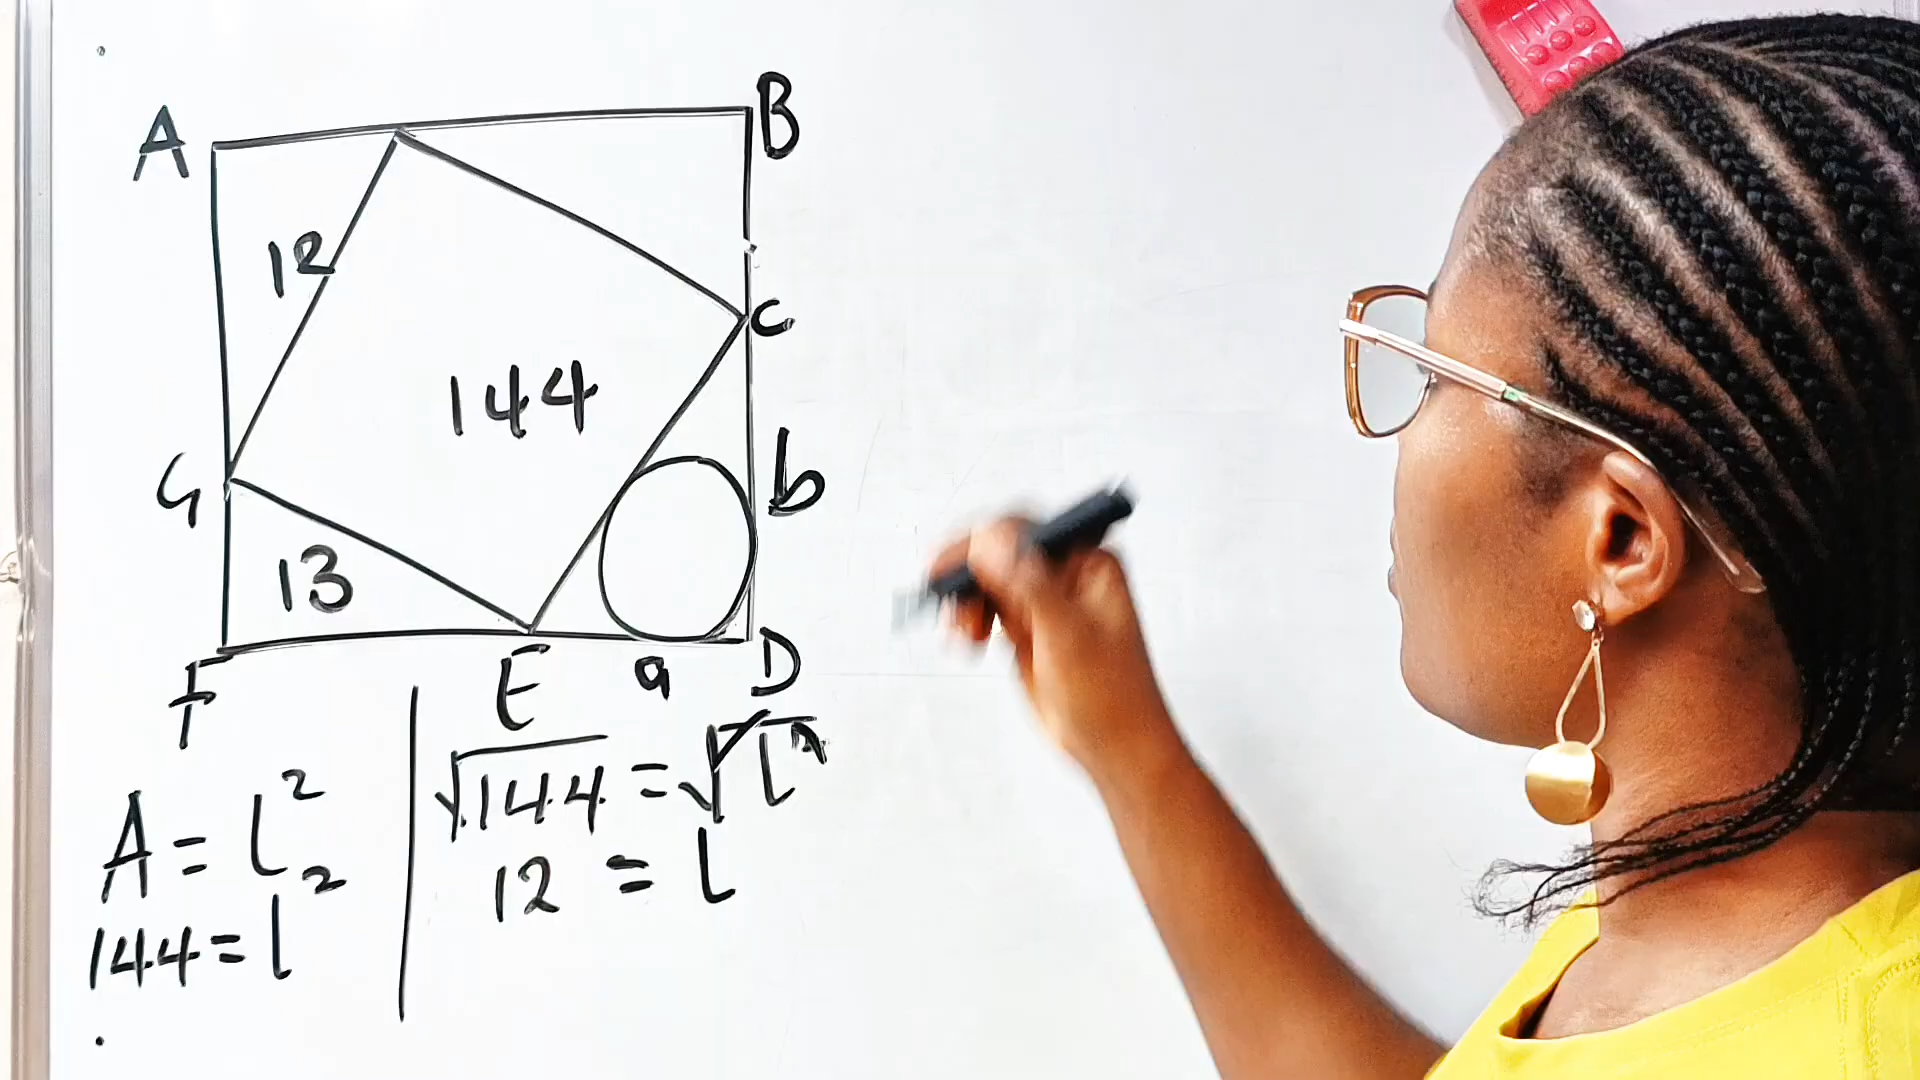 A
B
12
C
144
G
b
13
F
E
a
D
A = l²
144 = l²
√144 = √l²
12 = l